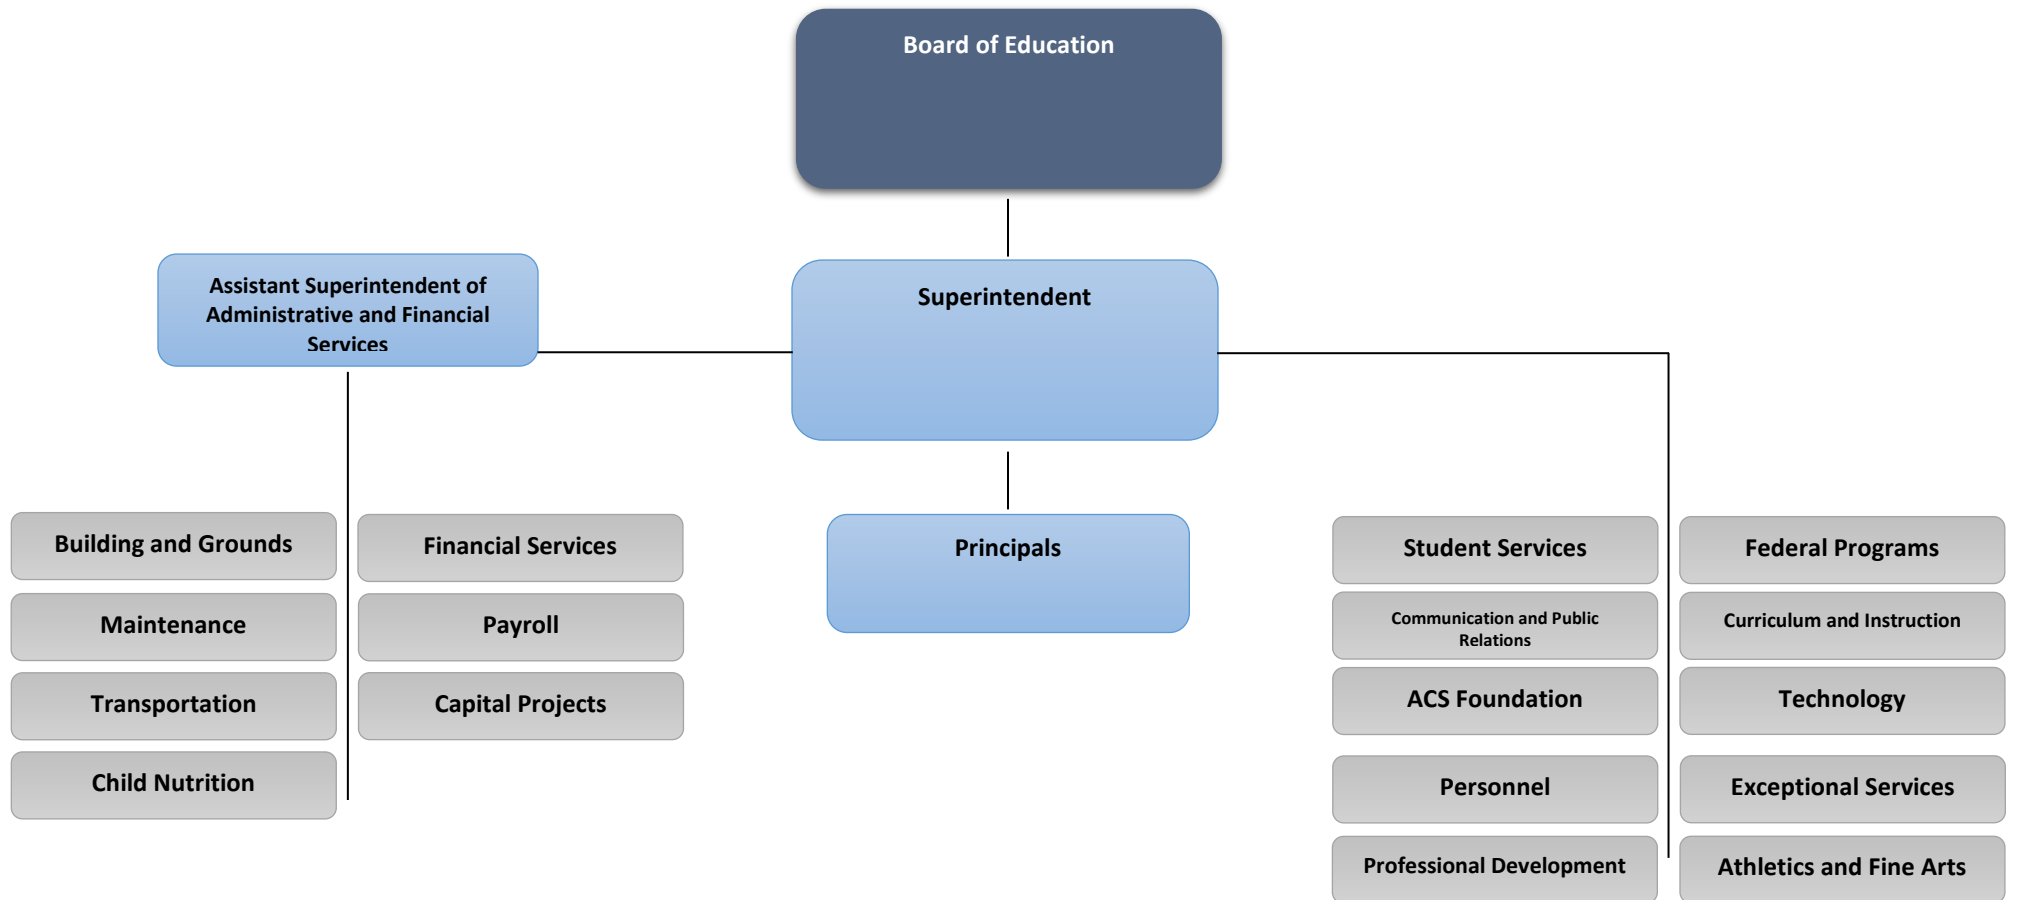 Board of Education
Assistant Superintendent of
Administrative and Financial
Services
Superintendent
Principals
Building and Grounds
Financial Services
Maintenance
Payroll
Transportation
Capital Projects
Child Nutrition
Student Services
Federal Programs
Communication and Public
Relations
Curriculum and Instruction
ACS Foundation
Technology
Personnel
Exceptional Services
Professional Development
Athletics and Fine Arts